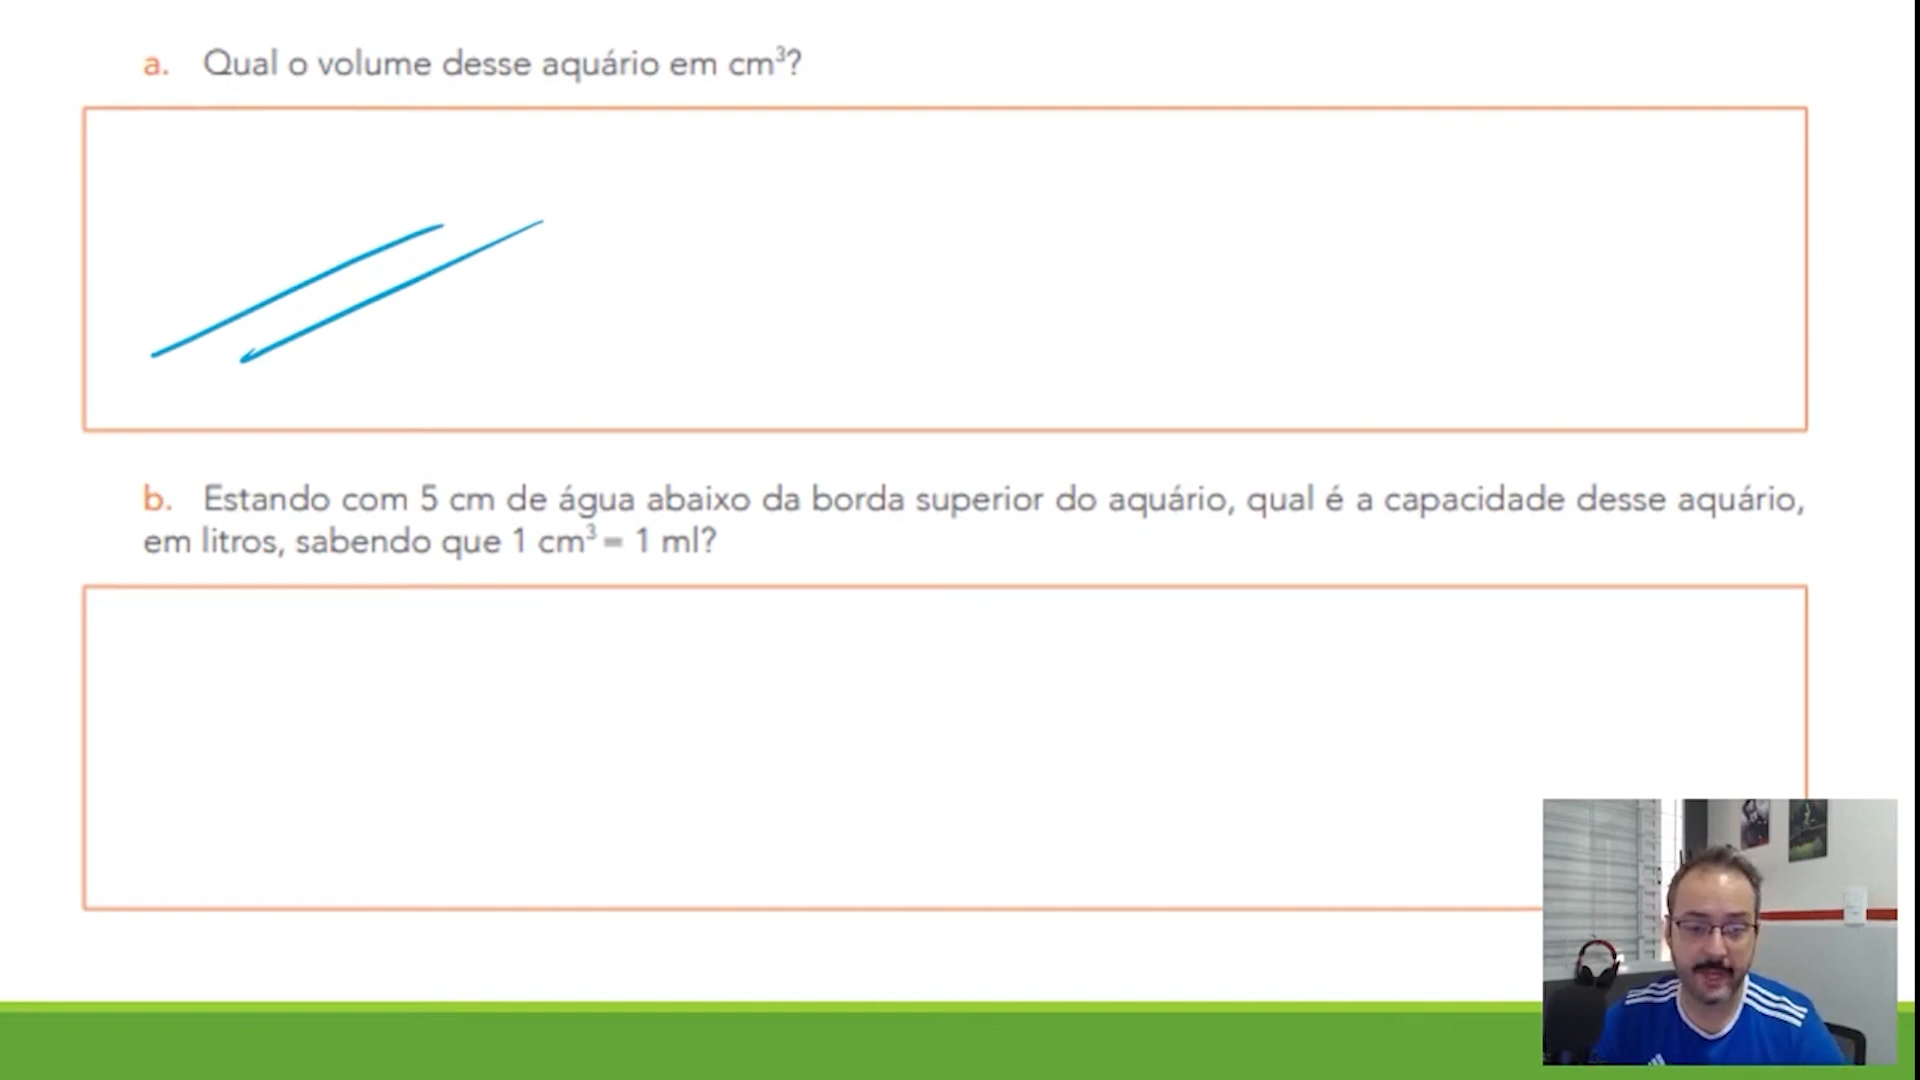 a. Qual o volume desse aquário em cm³?
b. Estando com 5 cm de água abaixo da borda superior do aquário, qual é a capacidade desse aquário,
em litros, sabendo que 1 cm³ = 1 ml?